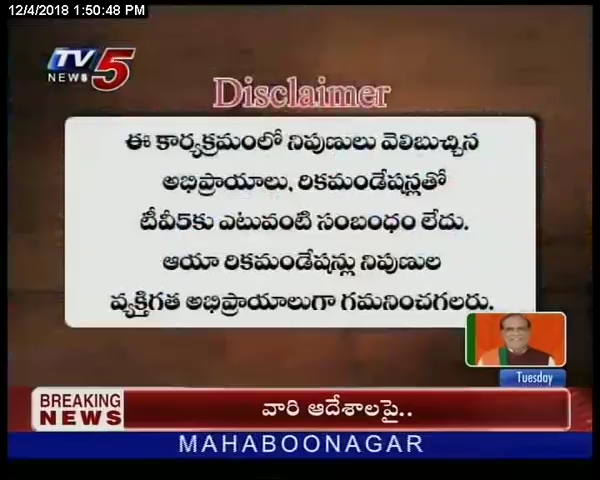 12/4/2018 1:50:48 PM
TV5
NEWS
Disclaimer
ఈ కార్యక్రమంలో నిపుణులు వెలిబుచ్చిన
అభిప్రాయాలు, రికమండేషన్లతో
టీవీ5కు ఎటువంటి సంబంధం లేదు.
ఆయా రికమండేషన్లు నిపుణుల
వ్యక్తిగత అభిప్రాయాలుగా గమనించగలరు.
Tuesday
BREAKING
NEWS
వారి ఆదేశాలపై..
MAHABOONAGAR